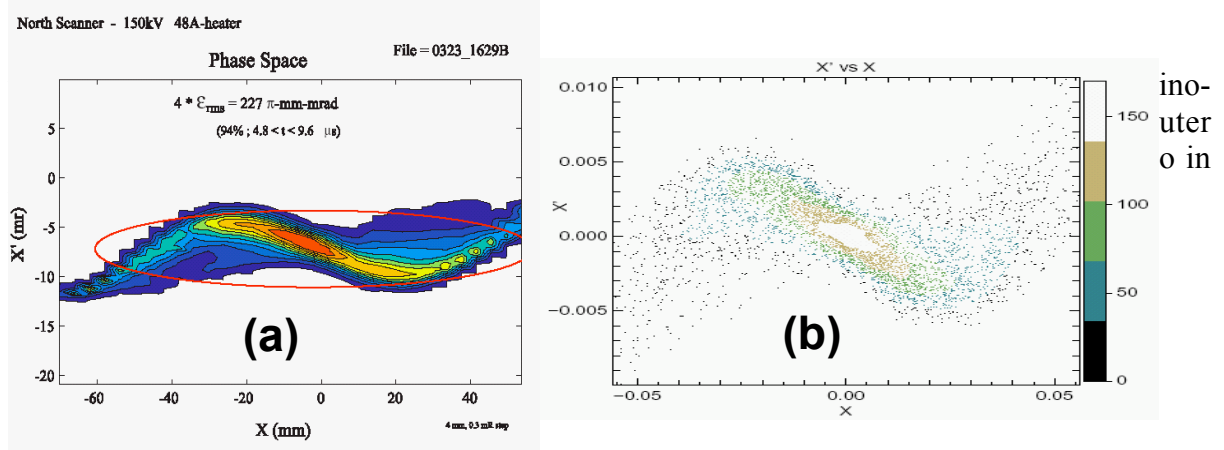 North Scanner - 150kV 48A-heater
File = 0323_1629B
Phase Space
4 * εrms = 227 π-mm-mrad
(94% ; 4.8 < t < 9.6 μs)
5
0
-5
-10
-15
-20
X' (mr)
(a)
-60
-40
-20
0
20
40
X (mm)
4 mm, 0.3 mR step
X' vs X
0.010
0.005
0.000
−0.005
X'
(b)
−0.05
0.00
0.05
X
150
100
50
0
ino-
uter
o in